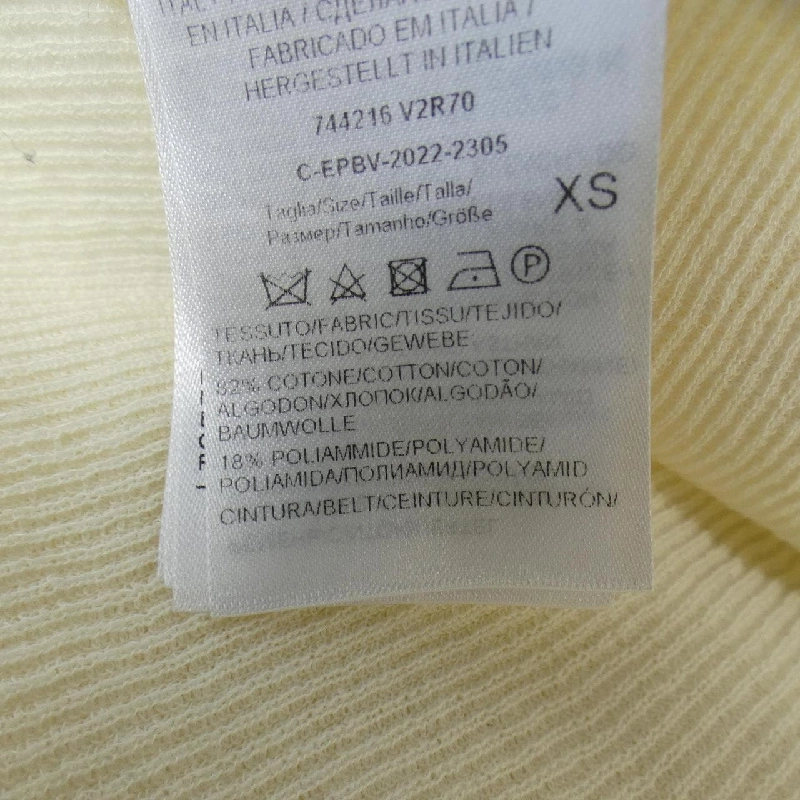 EN ITALIA / СДЕЛАНО
FABRICADO EM ITALIA /
HERGESTELLT IN ITALIEN
744216 V2R70
C-EPBV-2022-2305
Taglia/Size/Taille/Talla/
Размер/Tamanho/Größe
XS
P
TESSUTO/FABRIC/TISSU/TEJIDO/
ТКАНЬ/TECIDO/GEWEBE
82% COTONE/COTTON/COTON/
ALGODON/ХЛОПОК/ALGODÃO/
BAUMWOLLE
18% POLIAMMIDE/POLYAMIDE/
POLIAMIDA/ПОЛИАМИД/POLYAMID
CINTURA/BELT/CEINTURE/CINTURÓN/